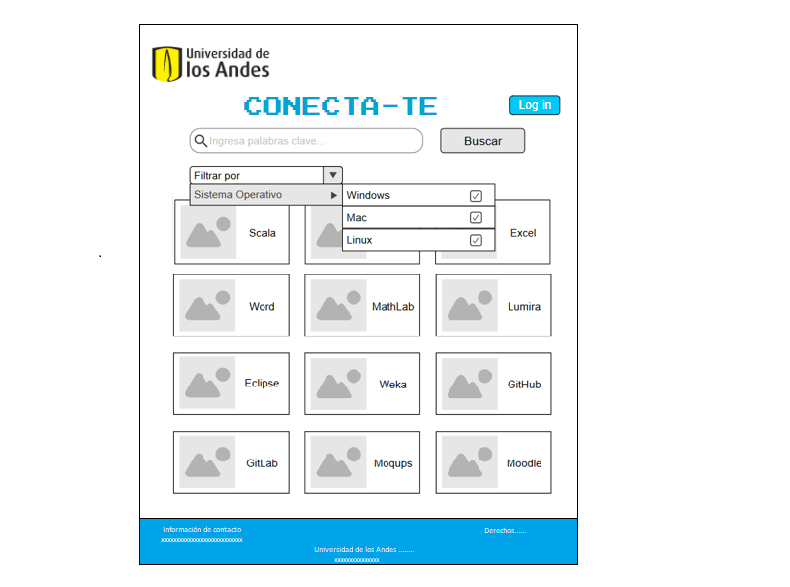 Universidad de
los Andes
CONECTA-TE
Log in
Ingresa palabras clave...
Buscar
Filtrar por
Sistema Operativo
Windows
Mac
Linux
Scala
Excel
Word
MathLab
Lumira
Eclipse
Weka
GitHub
GitLab
Moqups
Moodle
Información de contacto
Derechos......
Universidad de los Andes ........